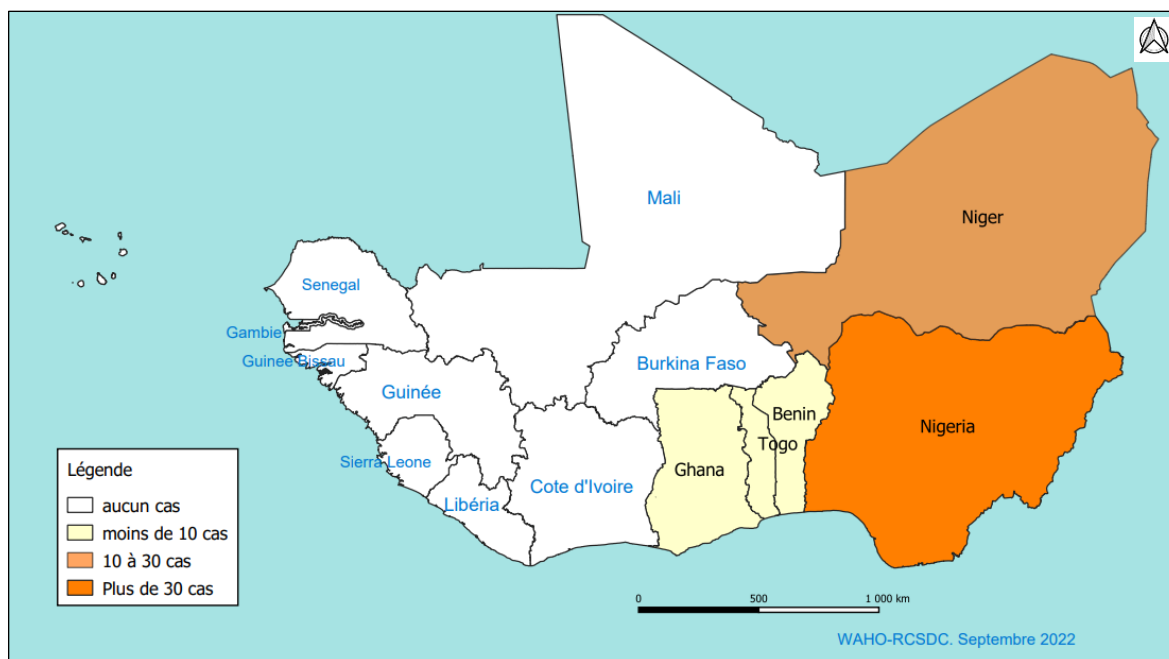 Mali
Niger
Senegal
Gambie
Guinee Bissau
Burkina Faso
Guinée
Benin
Togo
Nigeria
Ghana
Sierra Leone
Libéria
Cote d'Ivoire
Légende
aucun cas
moins de 10 cas
10 à 30 cas
Plus de 30 cas
0 500 1 000 km
WAHO-RCSDC. Septembre 2022